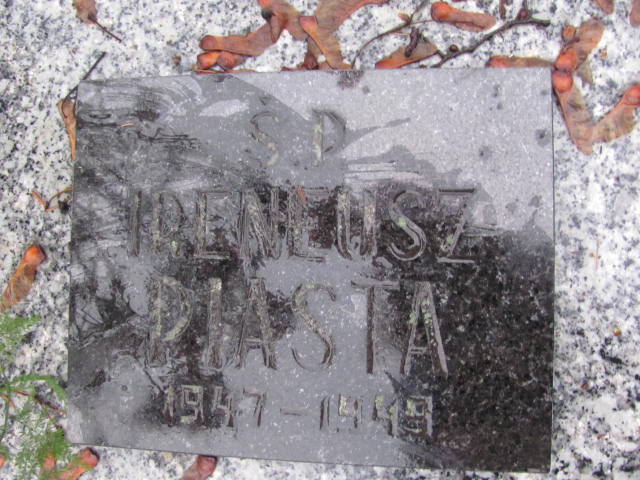 Ś.P.
IRENEUSZ
PIASTA
1947-1949